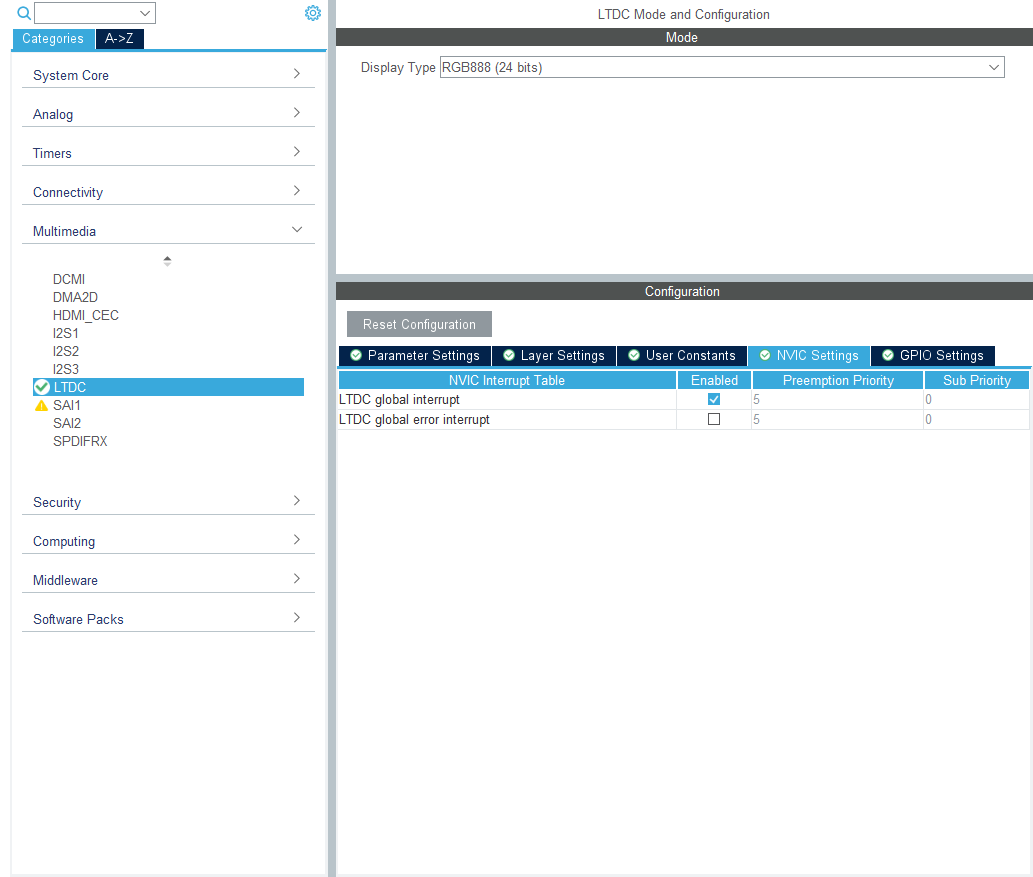 Categories A->Z
System Core
Analog
Timers
Connectivity
Multimedia
DCMI
DMA2D
HDMI_CEC
I2S1
I2S2
I2S3
LTDC
SAI1
SAI2
SPDIFRX
Security
Computing
Middleware
Software Packs
LTDC Mode and Configuration
Mode
Display Type RGB888 (24 bits)
Configuration
Reset Configuration
Parameter Settings Layer Settings User Constants NVIC Settings GPIO Settings
NVIC Interrupt Table Enabled Preemption Priority Sub Priority
LTDC global interrupt 5 0
LTDC global error interrupt 5 0